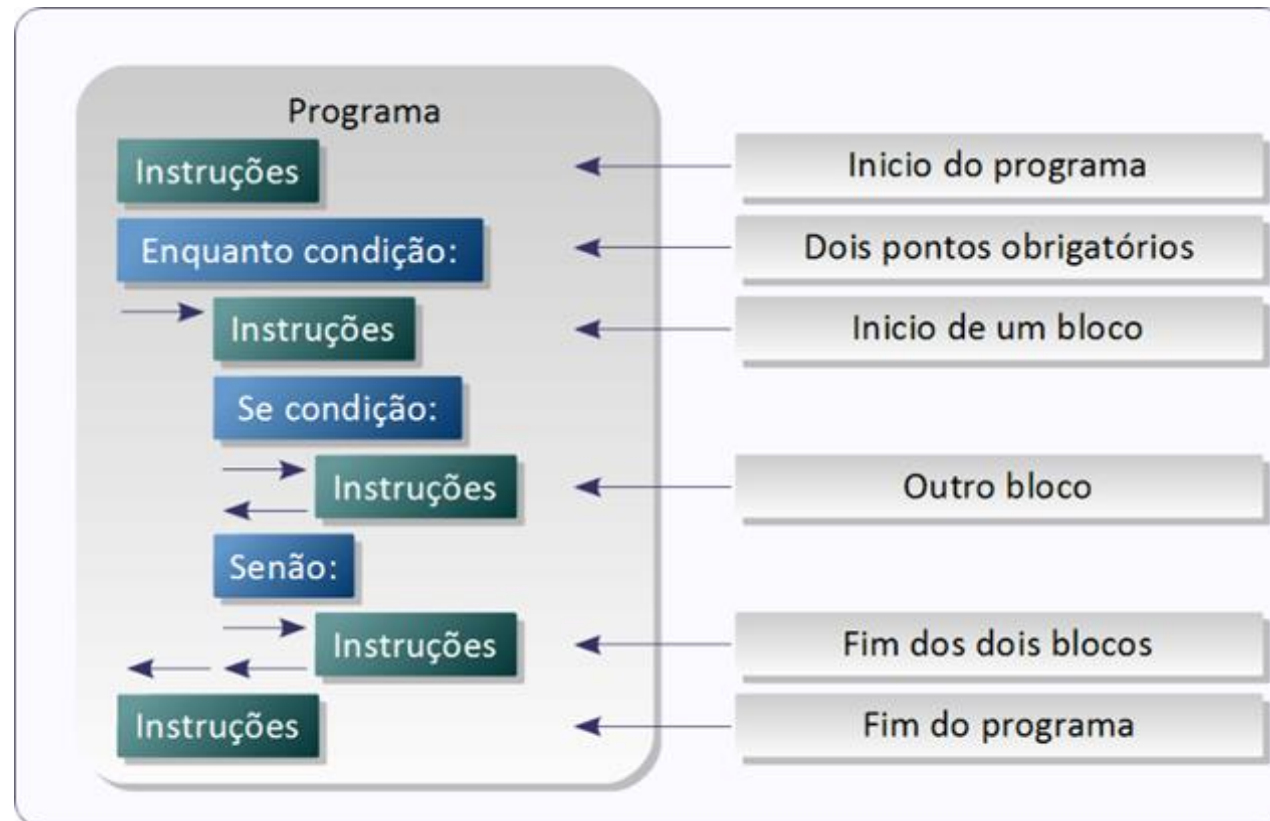 Programa
Instruções
Inicio do programa
Enquanto condição:
Dois pontos obrigatórios
Instruções
Inicio de um bloco
Se condição:
Instruções
Outro bloco
Senão:
Instruções
Fim dos dois blocos
Instruções
Fim do programa